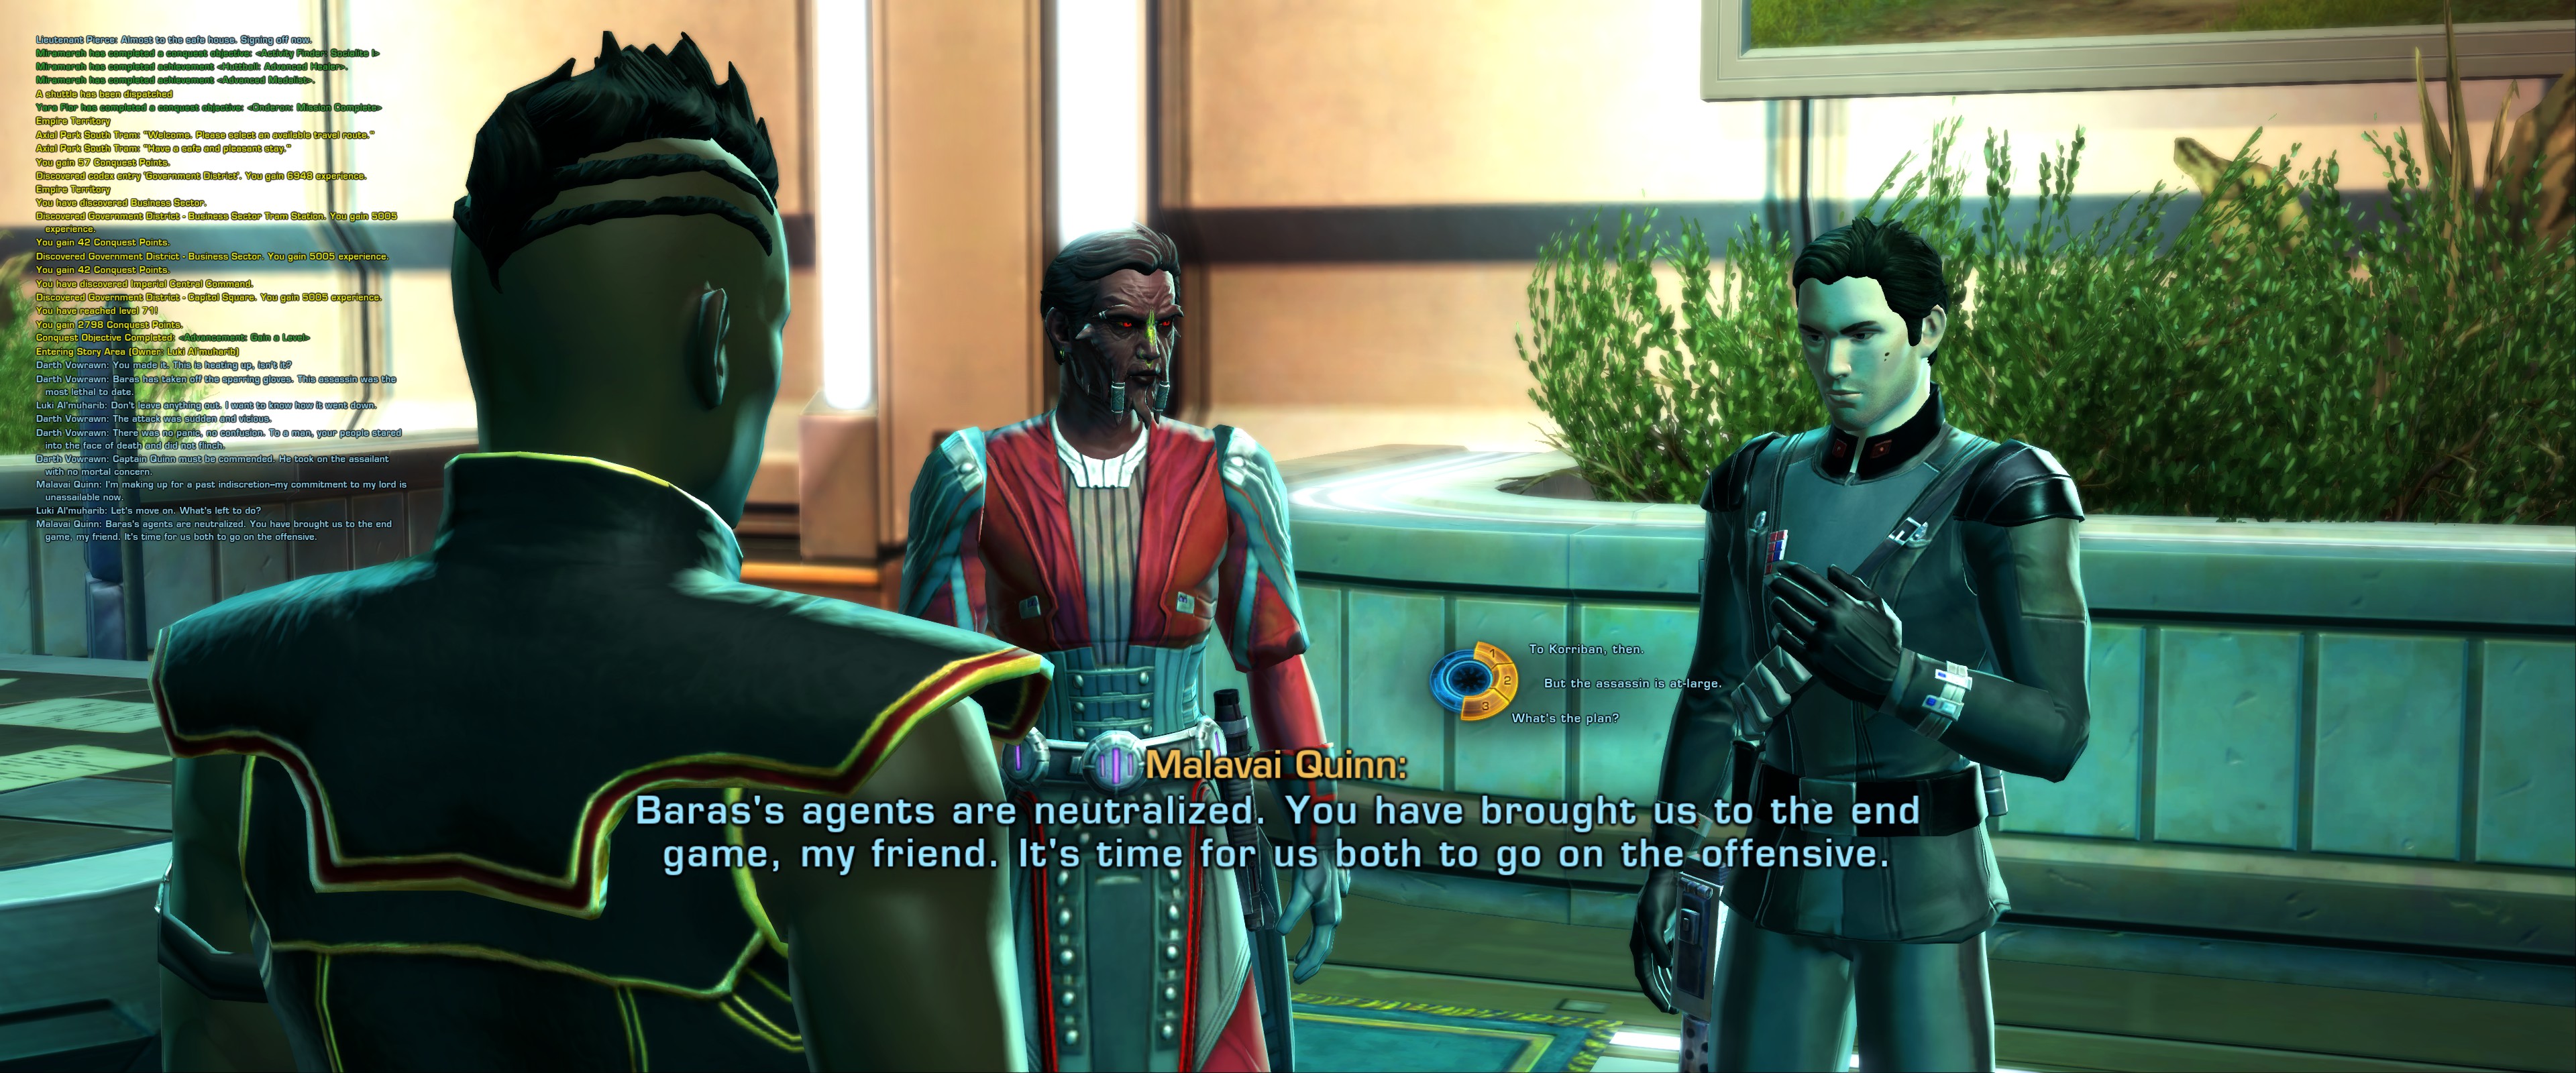 Lieutenant Pierce: Almost to the safe house. Signing off now.
Miramarah has completed a conquest objective: <Activity Finder: Socialite I>
Miramarah has completed achievement <Huttball: Advanced Healer>.
Miramarah has completed achievement <Advanced Medalist>.
A shuttle has been dispatched
Yara Flar has completed a conquest objective: <Onderon: Mission Complete>
Empire Territory
Axial Park South Tram: "Welcome. Please select an available travel route."
Axial Park South Tram: "Have a safe and pleasant stay."
You gain 57 Conquest Points.
Discovered codex entry 'Government District'. You gain 6948 experience.
Empire Territory
You have discovered Business Sector.
Discovered Government District - Business Sector Tram Station. You gain 5005
experience.
You gain 42 Conquest Points.
Discovered Government District - Business Sector. You gain 5005 experience.
You gain 42 Conquest Points.
You have discovered Imperial Central Command.
Discovered Government District - Capitol Square. You gain 5005 experience.
You have reached level 71!
You gain 2798 Conquest Points.
Conquest Objective Completed: <Advancement: Gain a Level>
Entering Story Area (Owner: Luki Al'muharib)
Darth Vowrawn: You made it. This is heating up, isn't it?
Darth Vowrawn: Baras has taken off the sparring gloves. This assassin was the
most lethal to date.
Luki Al'muharib: Don't leave anything out. I want to know how it went down.
Darth Vowrawn: The attack was sudden and vicious.
Darth Vowrawn: There was no panic, no confusion. To a man, your people stared
into the face of death and did not flinch.
Darth Vowrawn: Captain Quinn must be commended. He took on the assailant
with no mortal concern.
Malavai Quinn: I'm making up for a past indiscretion—my commitment to my lord is
unassailable now.
Luki Al'muharib: Let's move on. What's left to do?
Malavai Quinn: Baras's agents are neutralized. You have brought us to the end
game, my friend. It's time for us both to go on the offensive.
1 To Korriban, then.
2 But the assassin is at-large.
3 What's the plan?
Malavai Quinn:
Baras's agents are neutralized. You have brought us to the end
game, my friend. It's time for us both to go on the offensive.